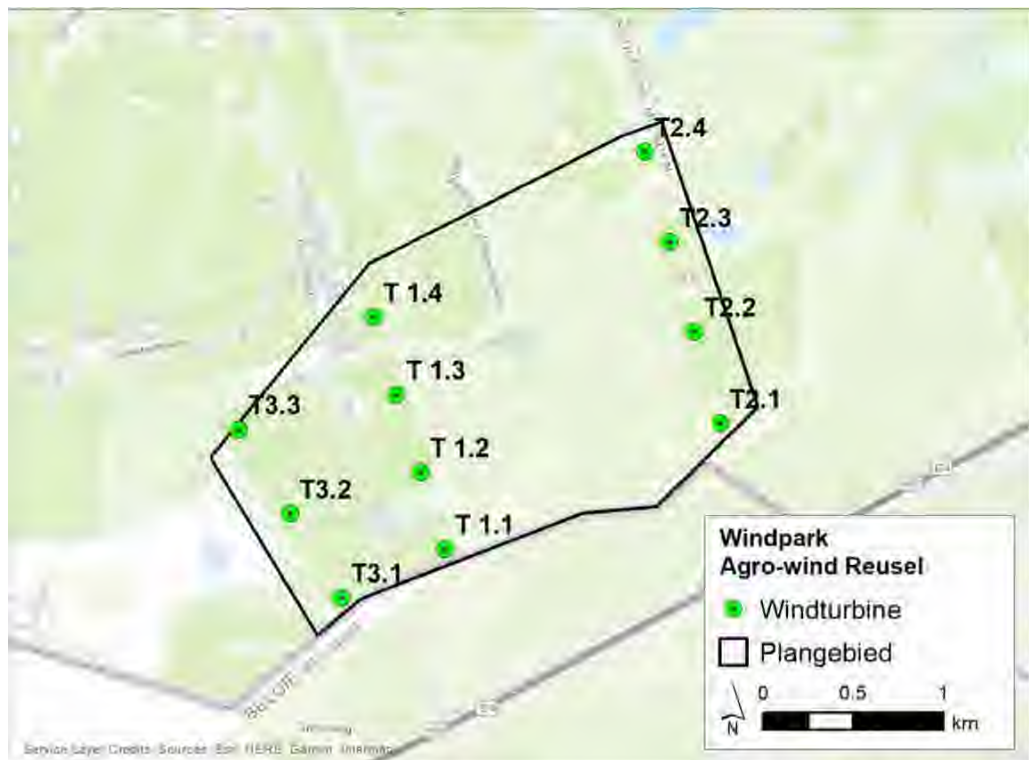 T2.4
T2.3
T 1.4
T2.2
T 1.3
T2.1
T3.3
T 1.2
T3.2
T 1.1
T3.1
Windpark
Agro-wind Reusel
Windturbine
Plangebied
0 0.5 1
km
N
Service Layer Credits: Sources: Esri, HERE, Garmin, Intermap,